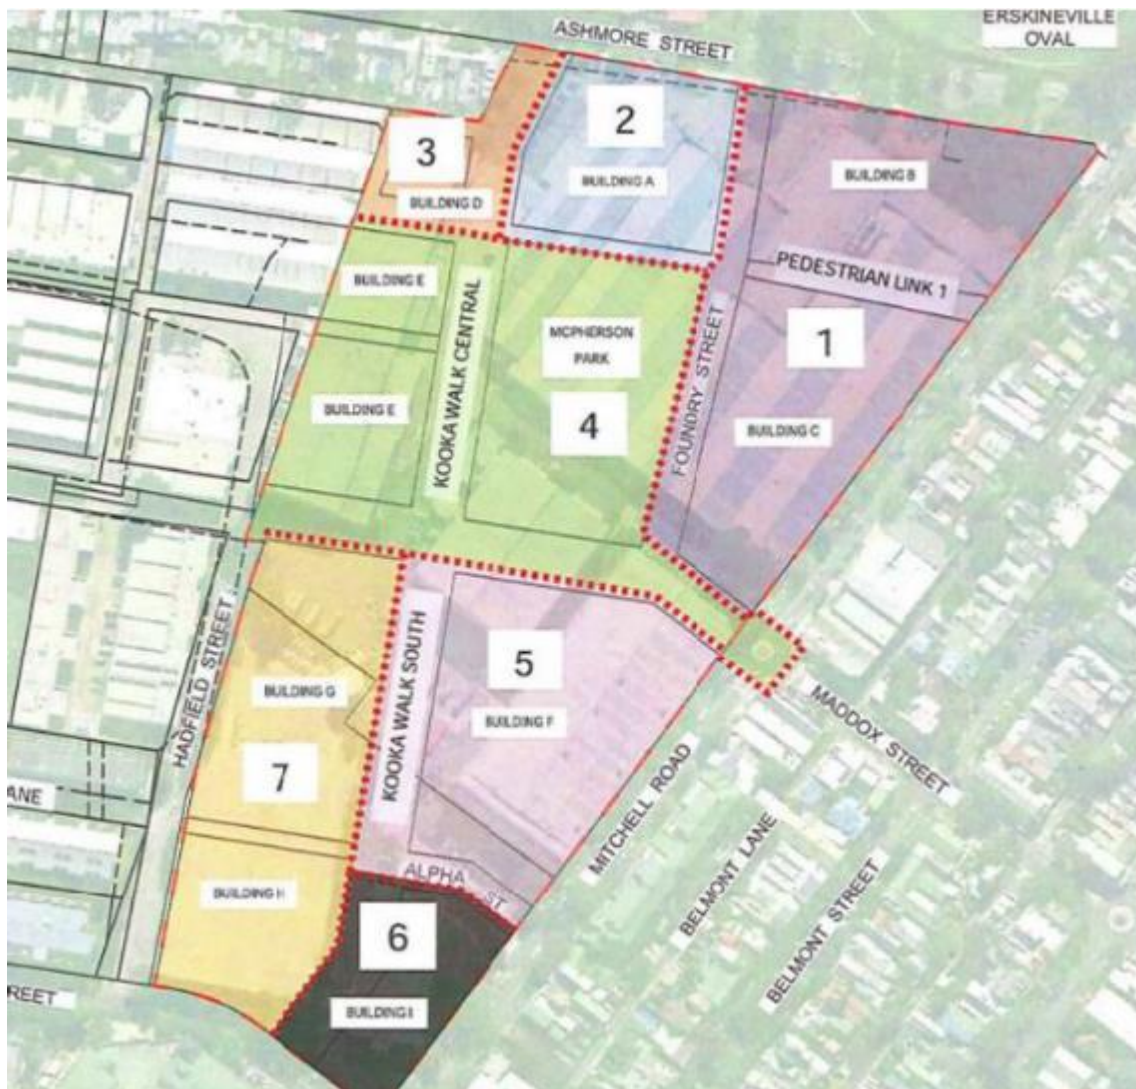 ERSKINEVILLE
OVAL
ASHMORE STREET
2
BUILDING A
3
BUILDING D
BUILDING B
PEDESTRIAN LINK 1
BUILDING E
KOOKA WALK CENTRAL
MCPHERSON
PARK
4
FOUNDRY STREET
1
BUILDING C
BUILDING E
HADFIELD STREET
BUILDING G
7
KOOKA WALK SOUTH
5
BUILDING F
MADDOX STREET
MITCHELL ROAD
ANE
BELMONT LANE
BELMONT STREET
ALPHA ST
BUILDING H
6
BUILDING I
REET